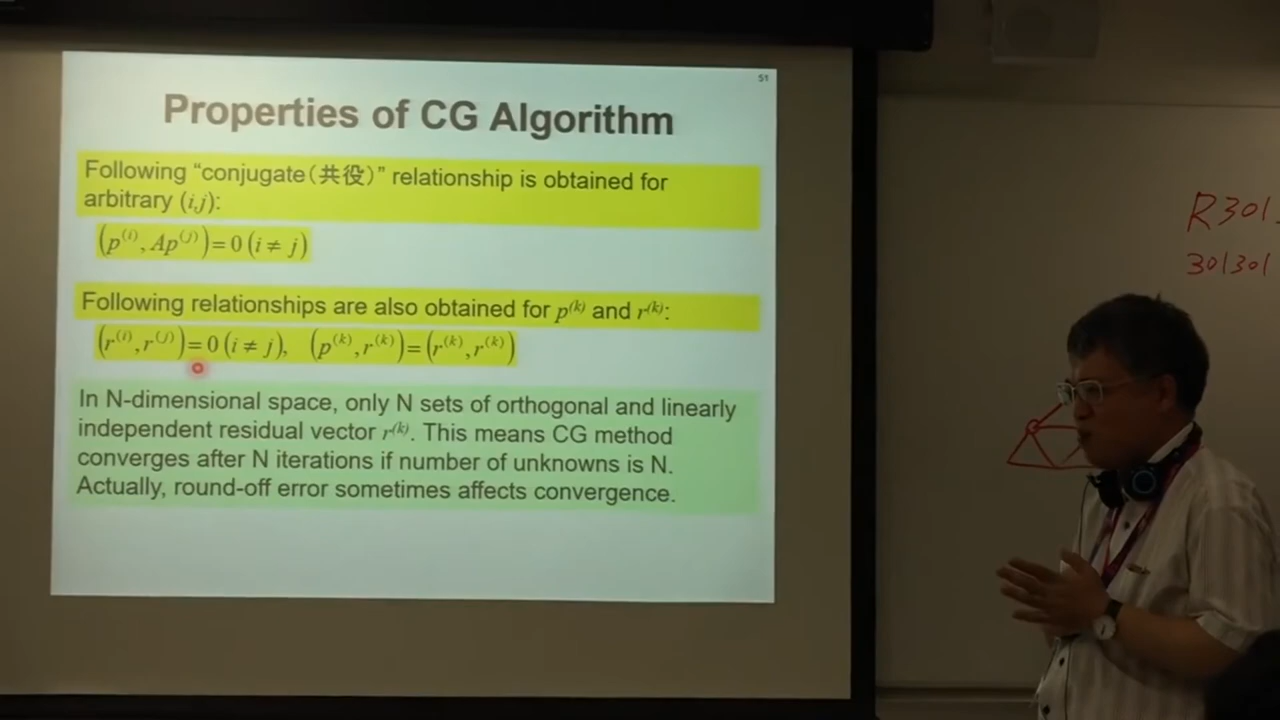 51
Properties of CG Algorithm
Following “conjugate(共役)” relationship is obtained for
arbitrary (i,j):
(p⁽ⁱ⁾, Ap⁽ʲ⁾) = 0 (i ≠ j)
Following relationships are also obtained for p⁽ᵏ⁾ and r⁽ᵏ⁾:
(r⁽ⁱ⁾, r⁽ʲ⁾) = 0 (i ≠ j), (p⁽ᵏ⁾, r⁽ᵏ⁾) = (r⁽ᵏ⁾, r⁽ᵏ⁾)
In N-dimensional space, only N sets of orthogonal and linearly
independent residual vector r⁽ᵏ⁾. This means CG method
converges after N iterations if number of unknowns is N.
Actually, round-off error sometimes affects convergence.
R301
301301